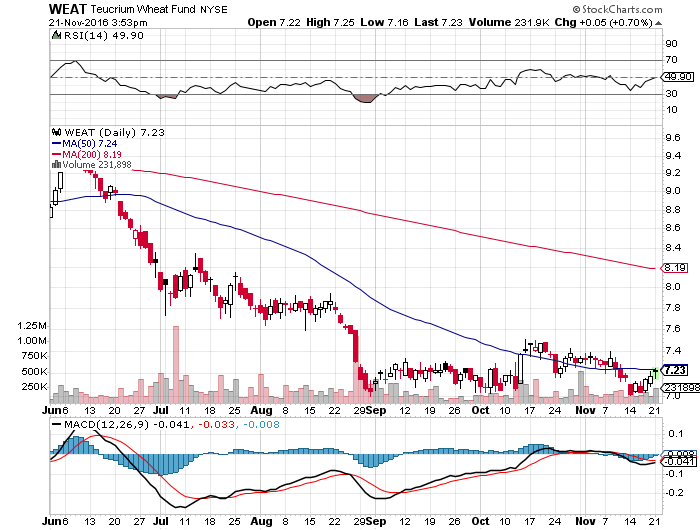 WEAT Teucrium Wheat Fund NYSE © StockCharts.com
21-Nov-2016 3:53pm Open 7.22 High 7.25 Low 7.16 Last 7.23 Volume 231.9K Chg +0.05 (+0.70%)
RSI(14) 49.90
90
70
49.90
30
10
WEAT (Daily) 7.23
MA(50) 7.24
MA(200) 8.19
Volume 231,898
9.6
9.4
9.2
9.0
8.8
8.6
8.4
8.19
8.0
7.8
7.6
7.4
7.23
231898
7.0
1.25M
1.00M
750K
500K
250K
Jun 6 13 20 27 Jul 11 18 25 Aug 8 15 22 29 Sep 12 19 26 Oct 10 17 24 Nov 7 14 21
MACD(12,26,9) -0.041, -0.033, -0.008
0.1
-0.008
-0.041
-0.1
-0.2
Jun 6 13 20 27 Jul 11 18 25 Aug 8 15 22 29 Sep 12 19 26 Oct 10 17 24 Nov 7 14 21